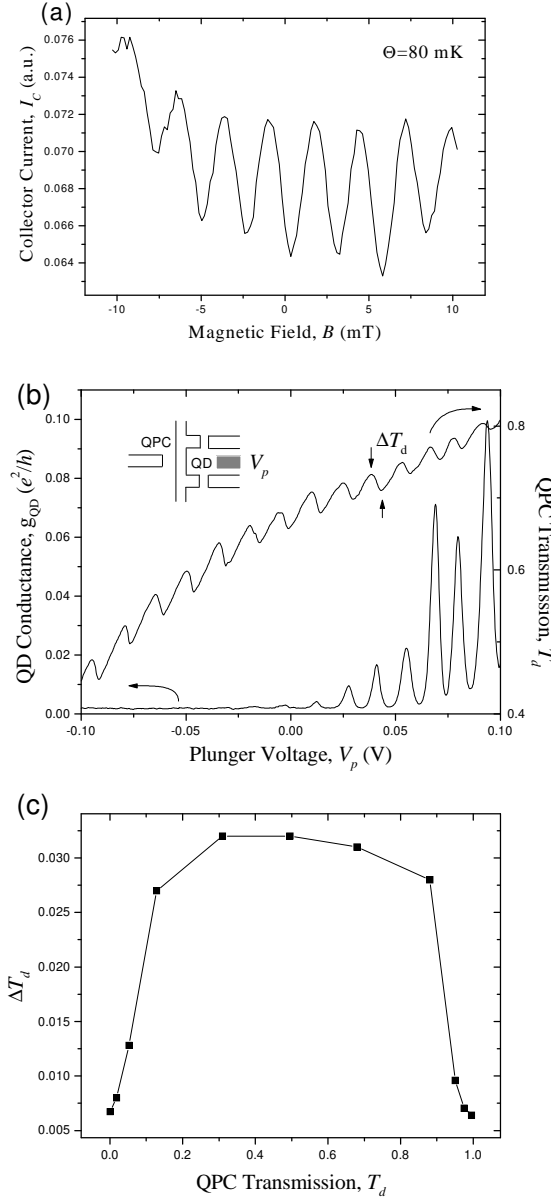 (a)
0.076
0.072
0.070
0.066
0.064
Collector Current, I_C (a.u.)
Θ=80 mK
-10
-5
0
5
10
Magnetic Field, B (mT)
(b)
0.10
0.08
0.06
0.04
0.02
0.00
QD Conductance, g_QD (e²/h)
QPC
QD
V_p
ΔT_d
0.8
0.6
0.4
QPC Transmission, T_d
-0.10
-0.05
0.00
0.05
0.10
Plunger Voltage, V_p (V)
(c)
0.030
0.025
0.020
0.015
0.010
0.005
ΔT_d
0.0
0.2
0.4
0.6
0.8
1.0
QPC Transmission, T_d